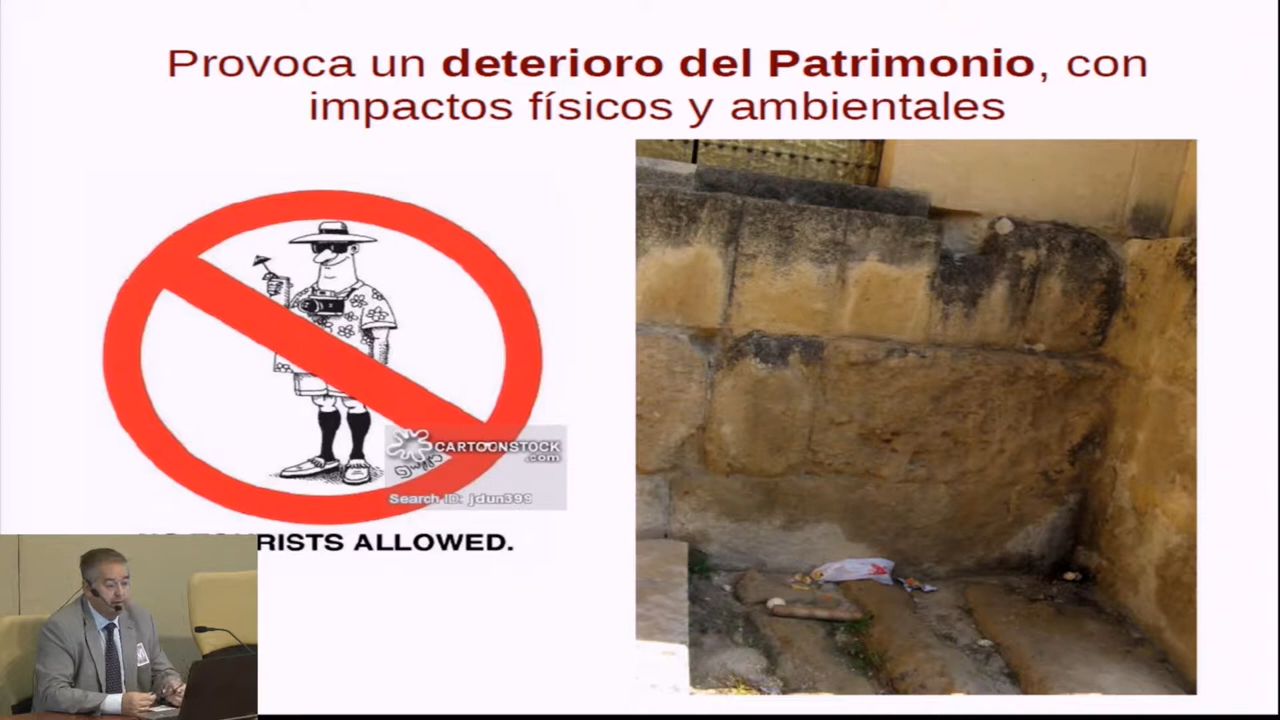 Provoca un deterioro del Patrimonio, con
impactos físicos y ambientales
CARTOONSTOCK
.com
Search ID: jdun399
RISTS ALLOWED.